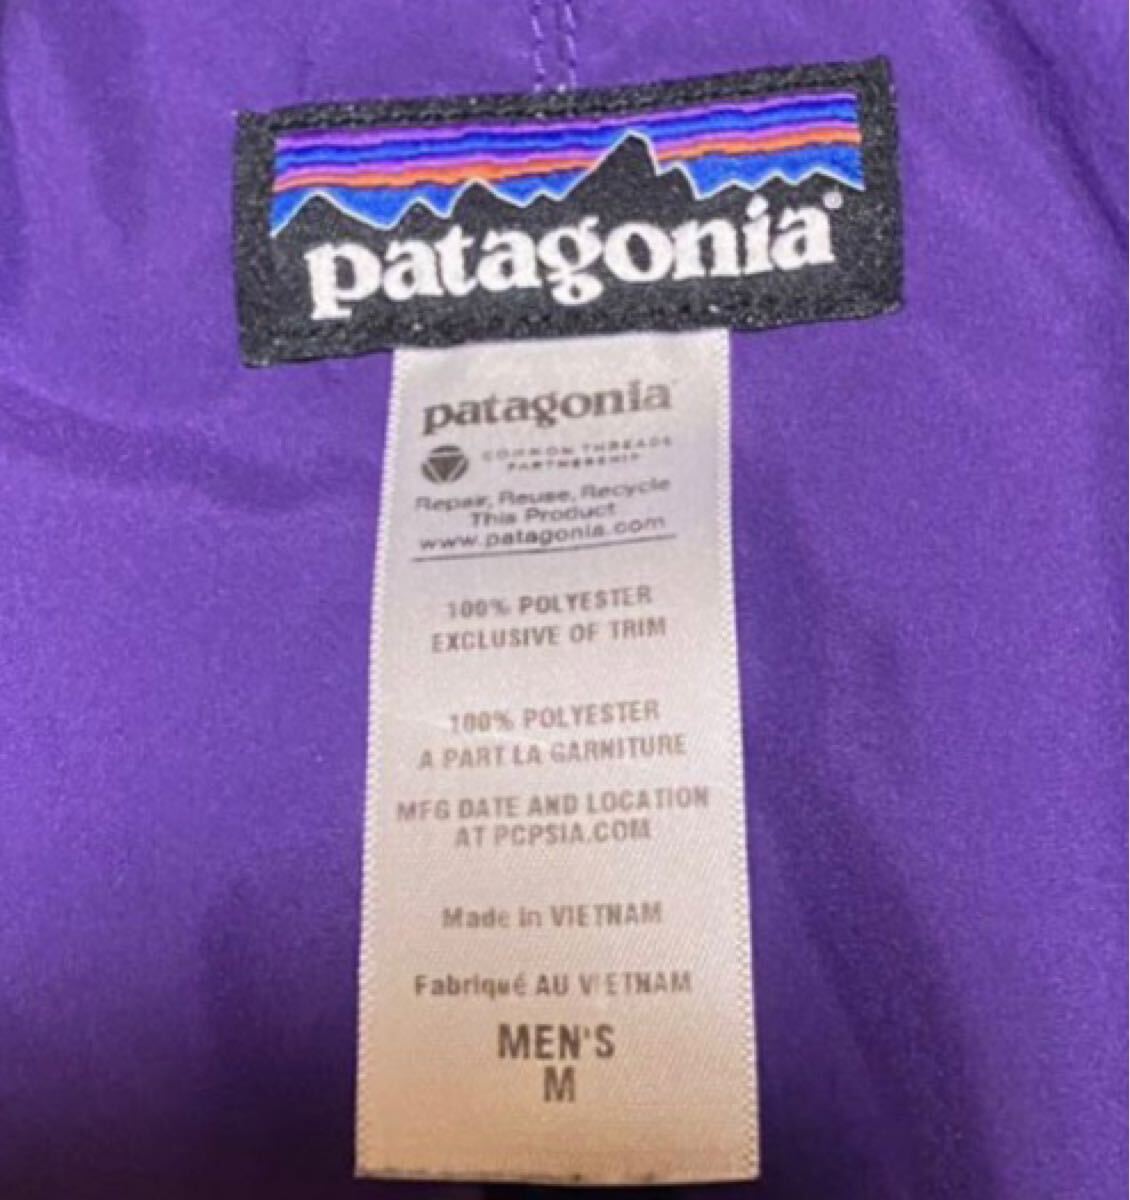 patagonia®
patagonia
COMMON THREADS
PARTNERSHIP
Repair, Reuse, Recycle
This Product
www.patagonia.com
100% POLYESTER
EXCLUSIVE OF TRIM
100% POLYESTER
A PART LA GARNITURE
MFG DATE AND LOCATION
AT PCPSIA.COM
Made in VIETNAM
Fabriqué AU VIETNAM
MEN'S
M